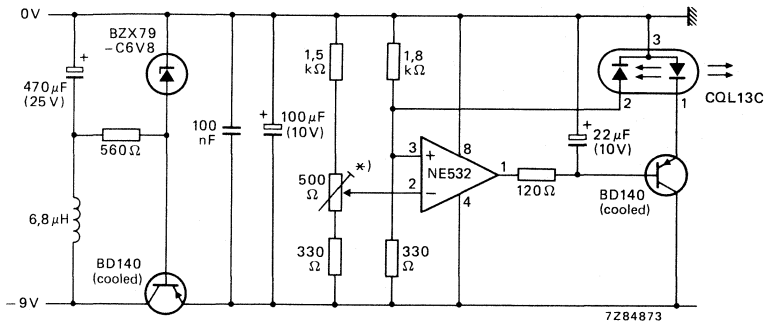 0V
BZX79
-C6V8
+
470μF
(25V)
560Ω
6,8μH
BD140
(cooled)
-9V
100
nF
+
100μF
(10V)
1,5
kΩ
1,8
kΩ
500
Ω
*)
330
Ω
330
Ω
3
+
2
−
NE532
8
4
1
120Ω
+
22μF
(10V)
BD140
(cooled)
3
2
1
CQL13C
7Z84873